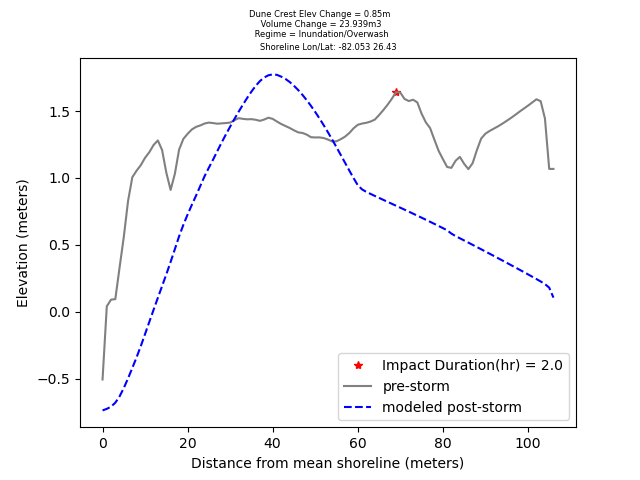 Dune Crest Elev Change = 0.85m
Volume Change = 23.939m3
Regime = Inundation/Overwash
Shoreline Lon/Lat: -82.053 26.43
Elevation (meters)
1.5
1.0
0.5
0.0
−0.5
Impact Duration(hr) = 2.0
pre-storm
modeled post-storm
0 20 40 60 80 100
Distance from mean shoreline (meters)